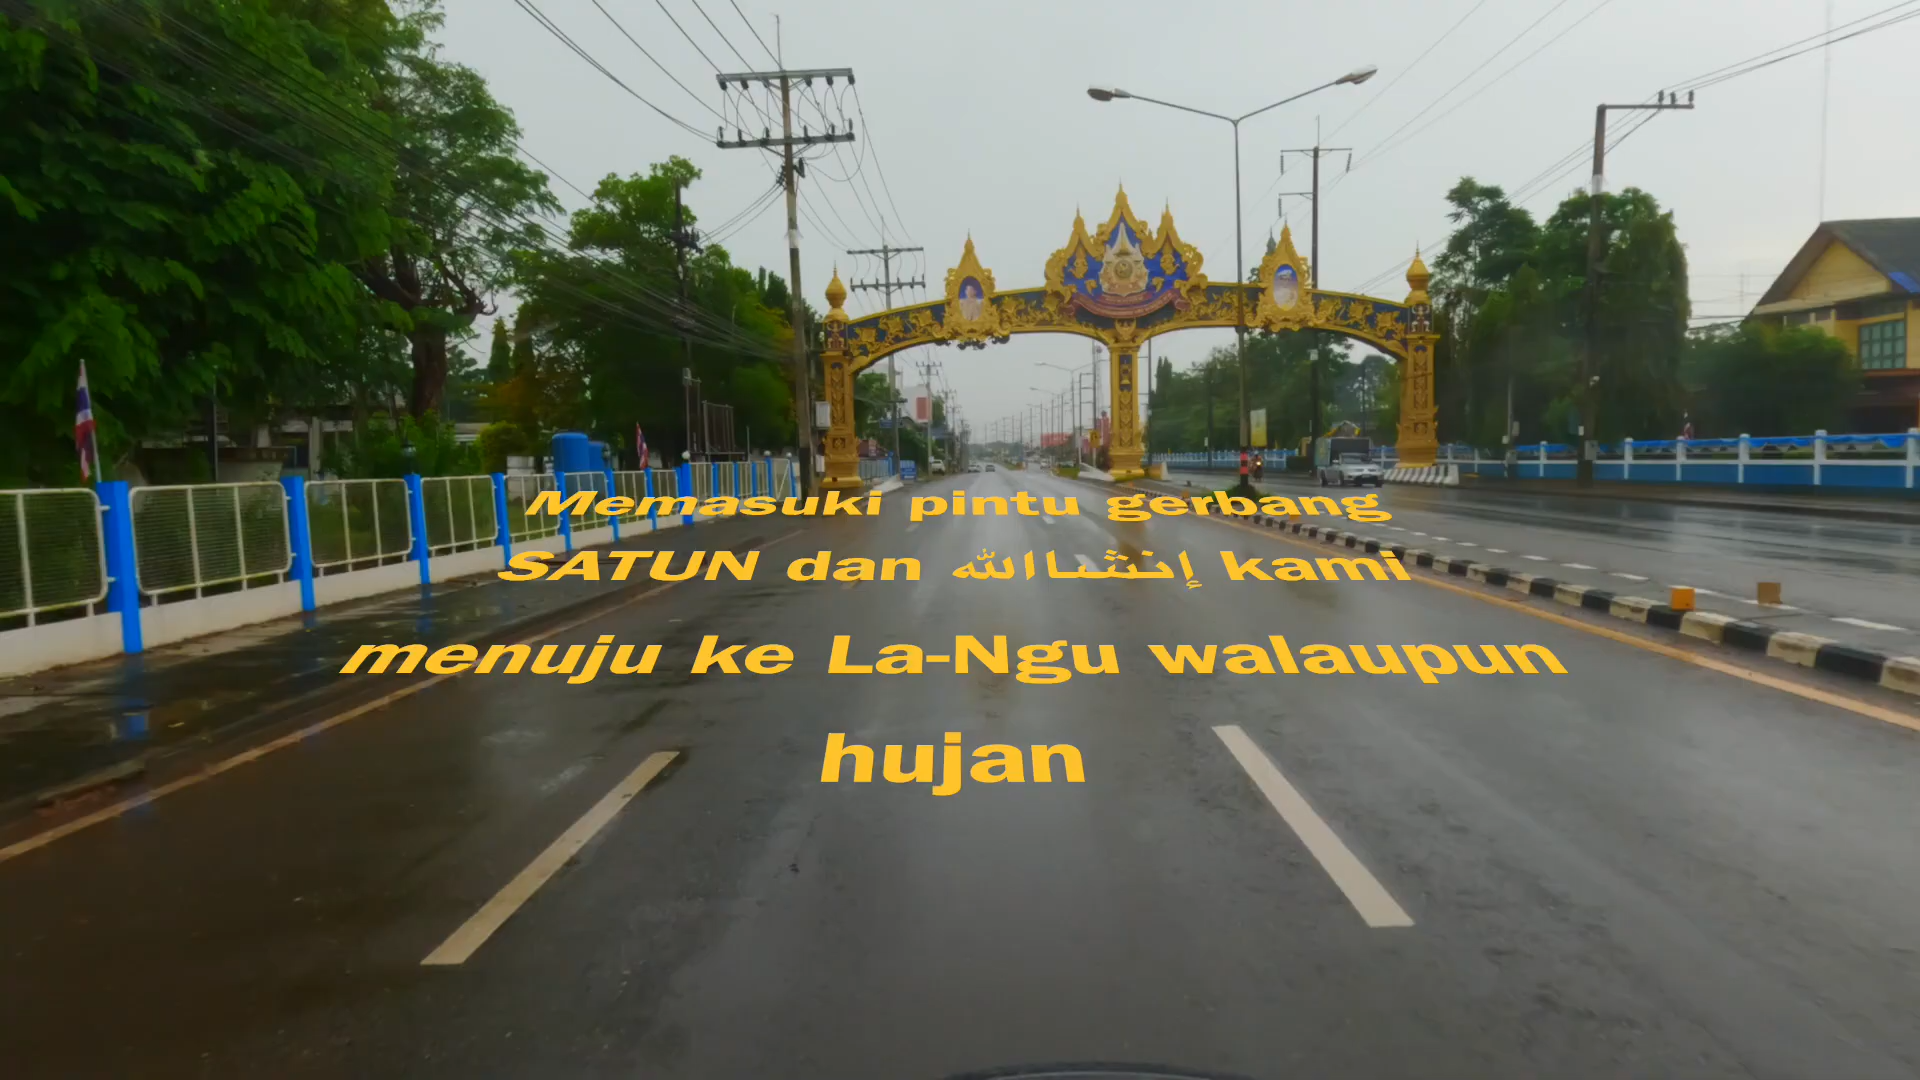 Memasuki pintu gerbang
SATUN dan إنشاالله kami
menuju ke La-Ngu walaupun
hujan